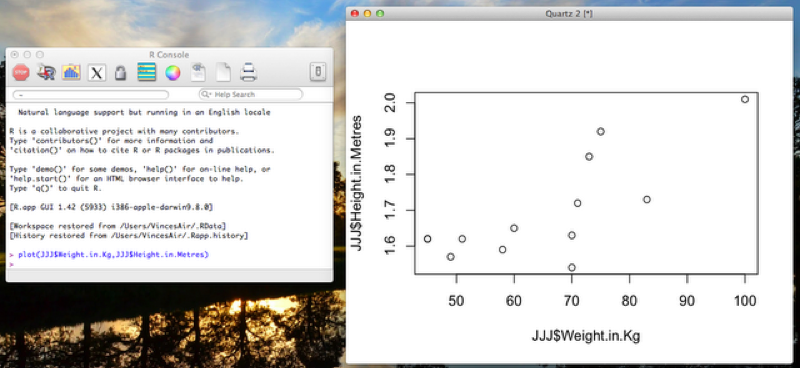 R Console
STOP
X
~
Help Search
Natural language support but running in an English locale
R is a collaborative project with many contributors.
Type 'contributors()' for more information and
'citation()' on how to cite R or R packages in publications.
Type 'demo()' for some demos, 'help()' for on-line help, or
'help.start()' for an HTML browser interface to help.
Type 'q()' to quit R.
[R.app GUI 1.42 (5933) i386-apple-darwin9.8.0]
[Workspace restored from /Users/VincesAir/.RData]
[History restored from /Users/VincesAir/.Rapp.history]
> plot(JJJ$Weight.in.Kg,JJJ$Height.in.Metres)
>
Quartz 2 [*]
JJJ$Height.in.Metres
2.0
1.9
1.8
1.7
1.6
50 60 70 80 90 100
JJJ$Weight.in.Kg